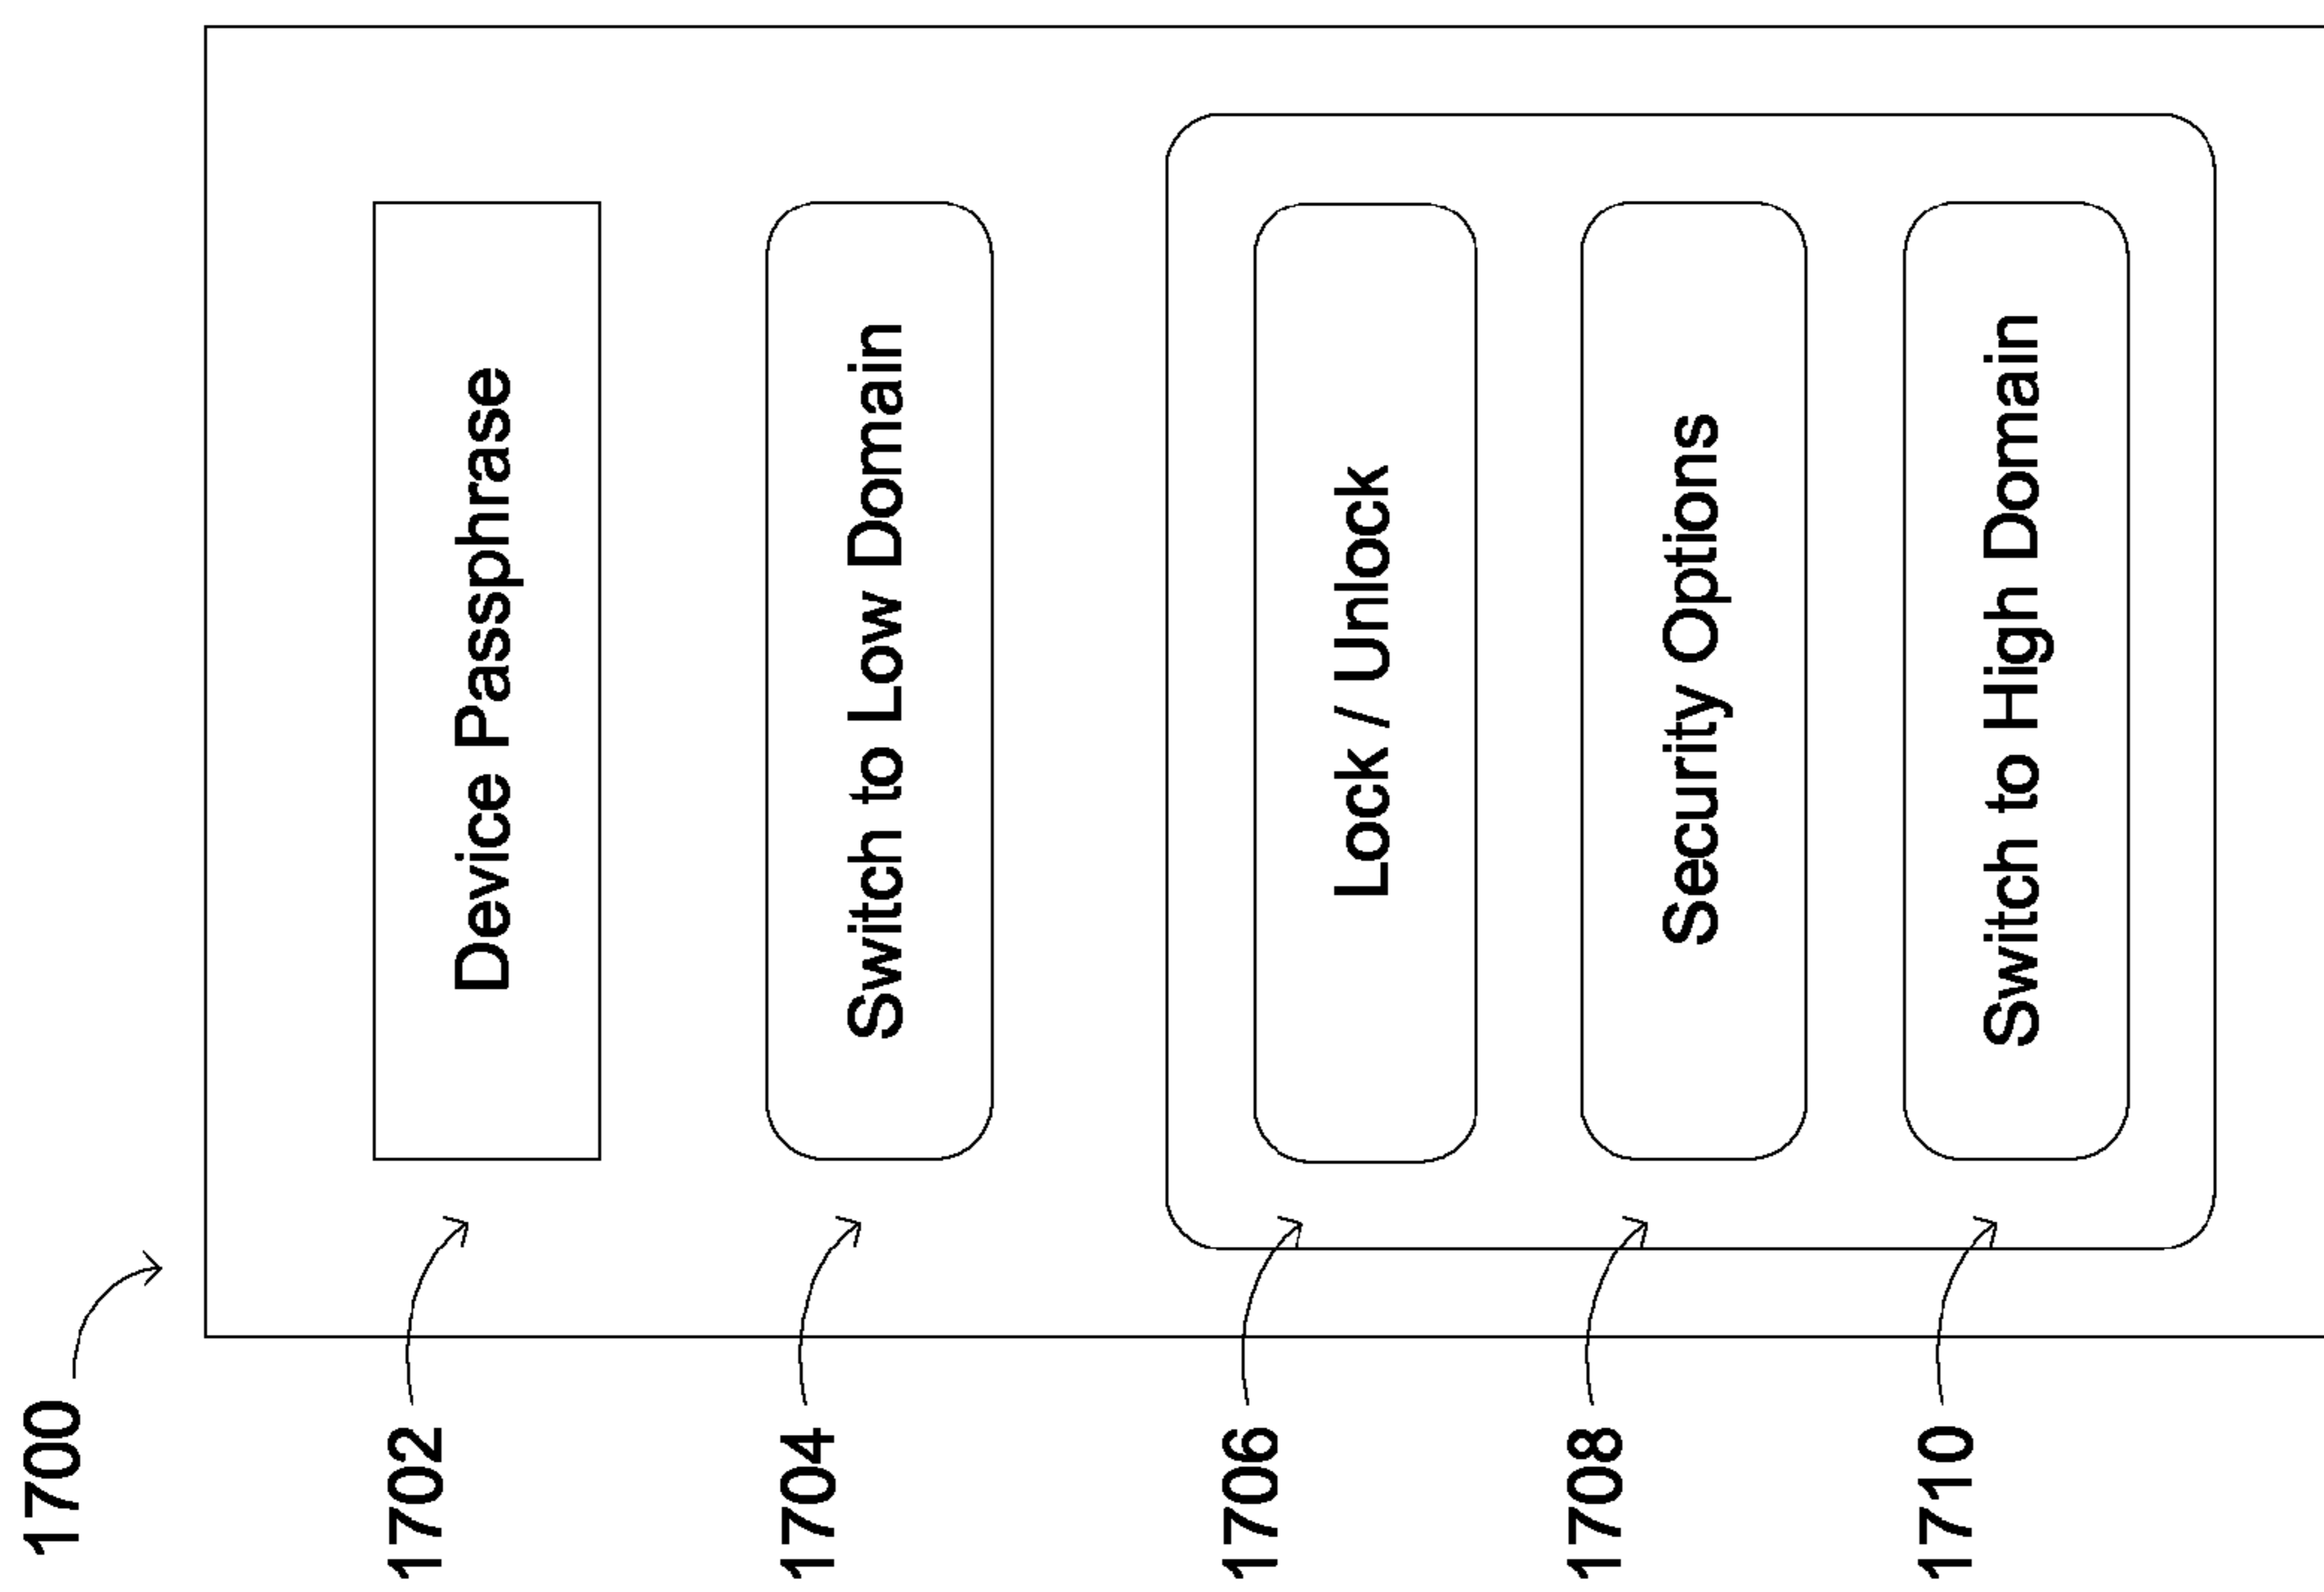 1700
1702
Device Passphrase
1704
Switch to Low Domain
1706
Lock / Unlock
1708
Security Options
1710
Switch to High Domain